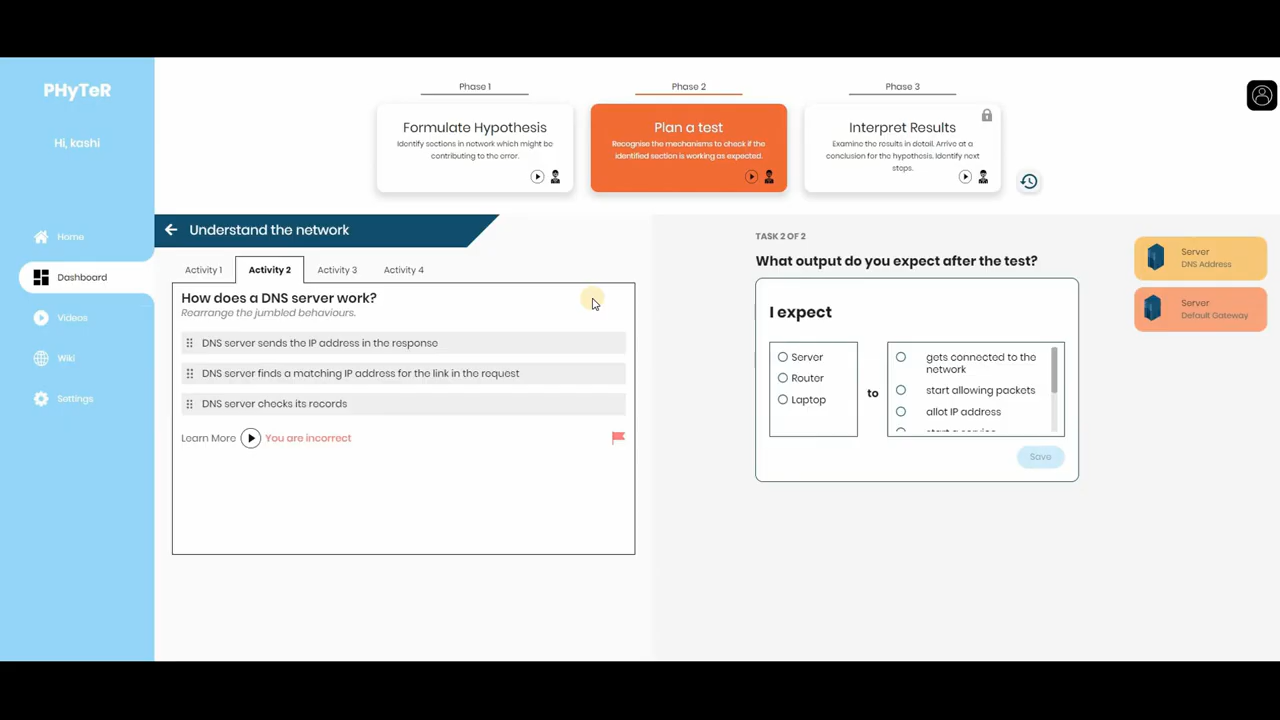 PHyTeR
Hi, kashi
Home
Dashboard
Videos
Wiki
Settings
Phase 1
Formulate Hypothesis
Identify sections in network which might be
contributing to the error.
Phase 2
Plan a test
Recognise the mechanisms to check if the
identified section is working as expected.
Phase 3
Interpret Results
Examine the results in detail. Arrive at a
conclusion for the hypothesis. Identify next
steps.
Understand the network
Activity 1
Activity 2
Activity 3
Activity 4
How does a DNS server work?
Rearrange the jumbled behaviours.
DNS server sends the IP address in the response
DNS server finds a matching IP address for the link in the request
DNS server checks its records
Learn More
You are incorrect
TASK 2 OF 2
What output do you expect after the test?
I expect
Server
Router
Laptop
to
gets connected to the
network
start allowing packets
allot IP address
start a service
Save
Server
DNS Address
Server
Default Gateway